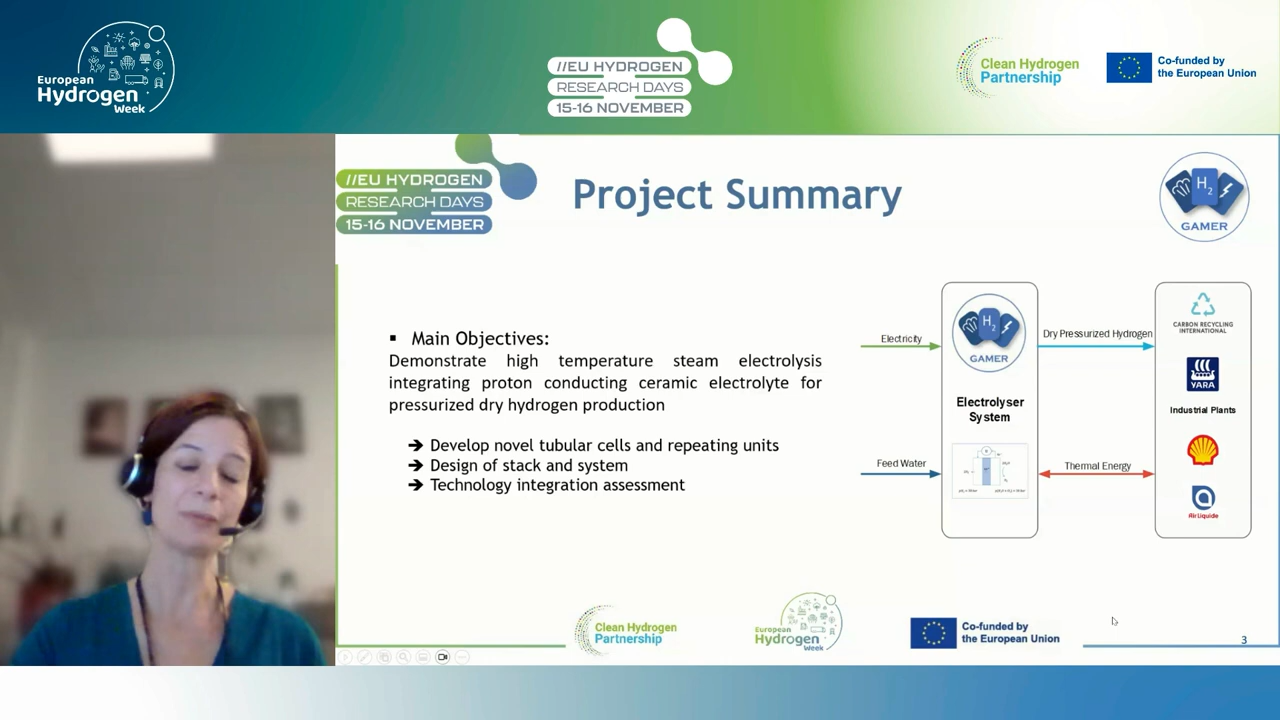 European
Hydrogen
Week
//EU HYDROGEN
RESEARCH DAYS
15-16 NOVEMBER
Clean Hydrogen
Partnership
Co-funded by
the European Union
//EU HYDROGEN
RESEARCH DAYS
15-16 NOVEMBER
Project Summary
H2
GAMER
▪ Main Objectives:
Demonstrate high temperature steam electrolysis
integrating proton conducting ceramic electrolyte for
pressurized dry hydrogen production
➔ Develop novel tubular cells and repeating units
➔ Design of stack and system
➔ Technology integration assessment
Electricity
Feed Water
H2
GAMER
Electrolyser
System
Dry Pressurized Hydrogen
Thermal Energy
CARBON RECYCLING
INTERNATIONAL
YARA
Industrial Plants
Air Liquide
Clean Hydrogen
Partnership
European
Hydrogen
Week
Co-funded by
the European Union
3